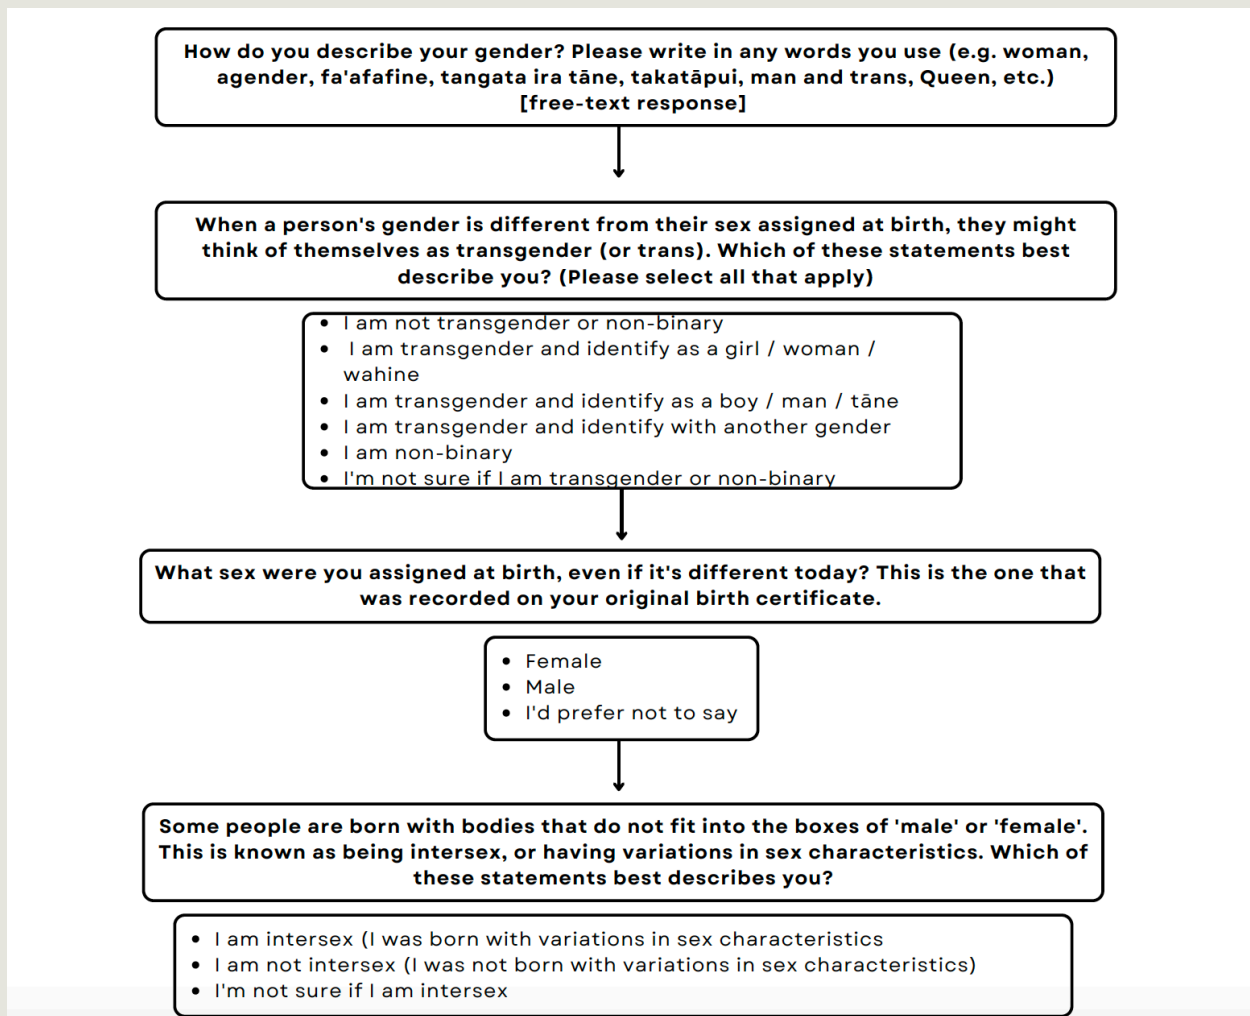 How do you describe your gender? Please write in any words you use (e.g. woman,
agender, fa'afafine, tangata ira tāne, takatāpui, man and trans, Queen, etc.)
[free-text response]
When a person's gender is different from their sex assigned at birth, they might
think of themselves as transgender (or trans). Which of these statements best
describe you? (Please select all that apply)
• I am not transgender or non-binary
• I am transgender and identify as a girl / woman /
wahine
• I am transgender and identify as a boy / man / tāne
• I am transgender and identify with another gender
• I am non-binary
• I'm not sure if I am transgender or non-binary
What sex were you assigned at birth, even if it's different today? This is the one that
was recorded on your original birth certificate.
• Female
• Male
• I'd prefer not to say
Some people are born with bodies that do not fit into the boxes of 'male' or 'female'.
This is known as being intersex, or having variations in sex characteristics. Which of
these statements best describes you?
• I am intersex (I was born with variations in sex characteristics
• I am not intersex (I was not born with variations in sex characteristics)
• I'm not sure if I am intersex